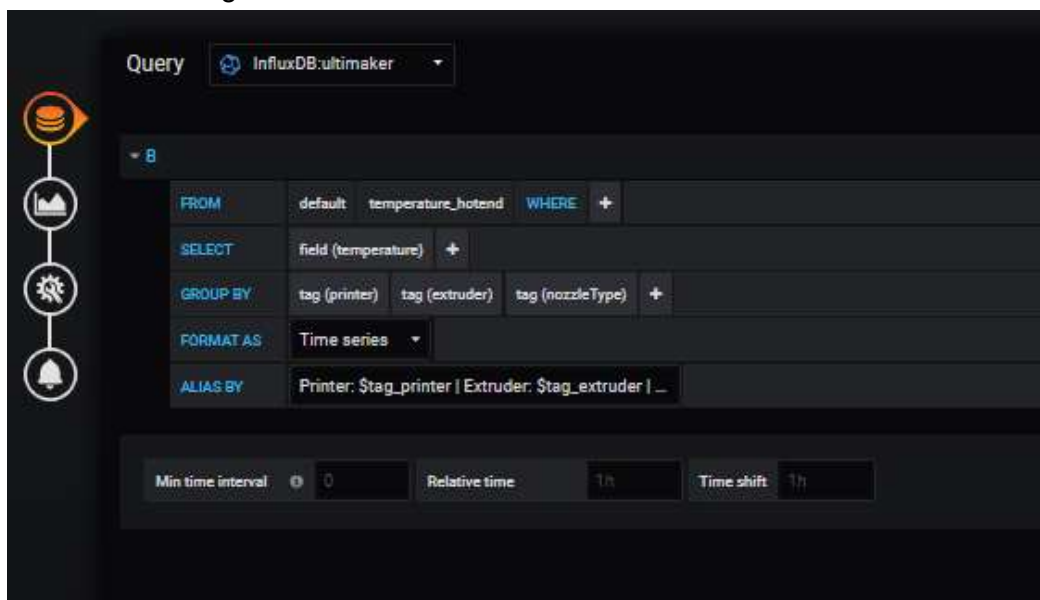 Query InfluxDB:ultimaker
B
FROM default temperature_hotend WHERE +
SELECT field (temperature) +
GROUP BY tag (printer) tag (extruder) tag (nozzleType) +
FORMAT AS Time series
ALIAS BY Printer: $tag_printer | Extruder: $tag_extruder | ...
Min time interval 0 Relative time 1h Time shift 1h